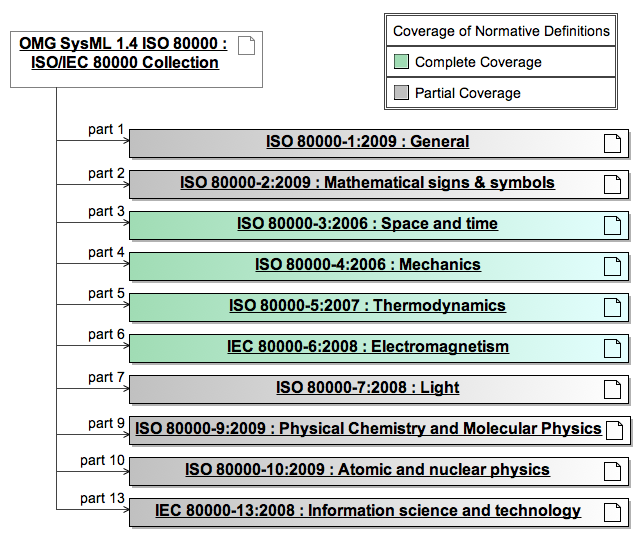 OMG SysML 1.4 ISO 80000 :
ISO/IEC 80000 Collection
Coverage of Normative Definitions
Complete Coverage
Partial Coverage
part 1
ISO 80000-1:2009 : General
part 2
ISO 80000-2:2009 : Mathematical signs & symbols
part 3
ISO 80000-3:2006 : Space and time
part 4
ISO 80000-4:2006 : Mechanics
part 5
ISO 80000-5:2007 : Thermodynamics
part 6
IEC 80000-6:2008 : Electromagnetism
part 7
ISO 80000-7:2008 : Light
part 9
ISO 80000-9:2009 : Physical Chemistry and Molecular Physics
part 10
ISO 80000-10:2009 : Atomic and nuclear physics
part 13
IEC 80000-13:2008 : Information science and technology